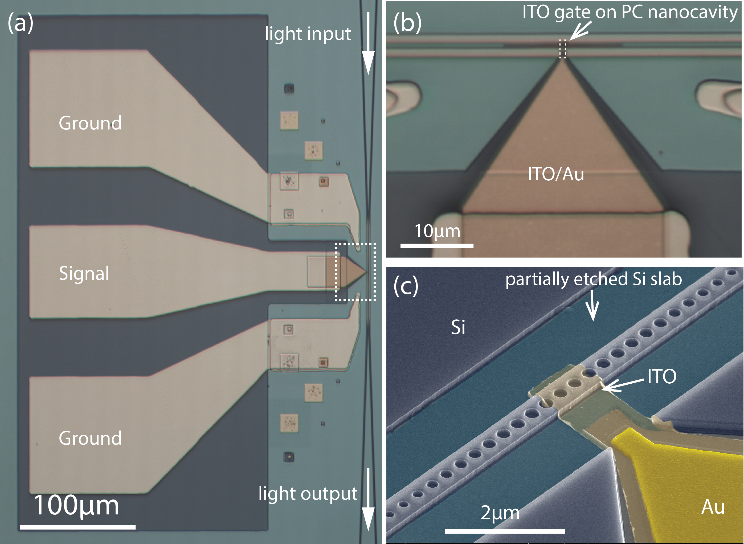 (a)
light input
Ground
Signal
Ground
light output
100μm
(b)
ITO gate on PC nanocavity
ITO/Au
10μm
(c)
partially etched Si slab
Si
ITO
Au
2μm